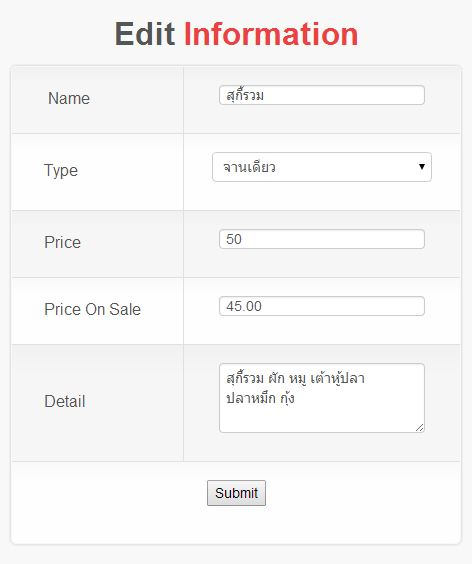 Edit Information
Name
สุกี้รวม
Type
จานเดียว
Price
50
Price On Sale
45.00
Detail
สุกี้รวม ผัก หมู เต้าหู้ปลา
ปลาหมึก กุ้ง
Submit